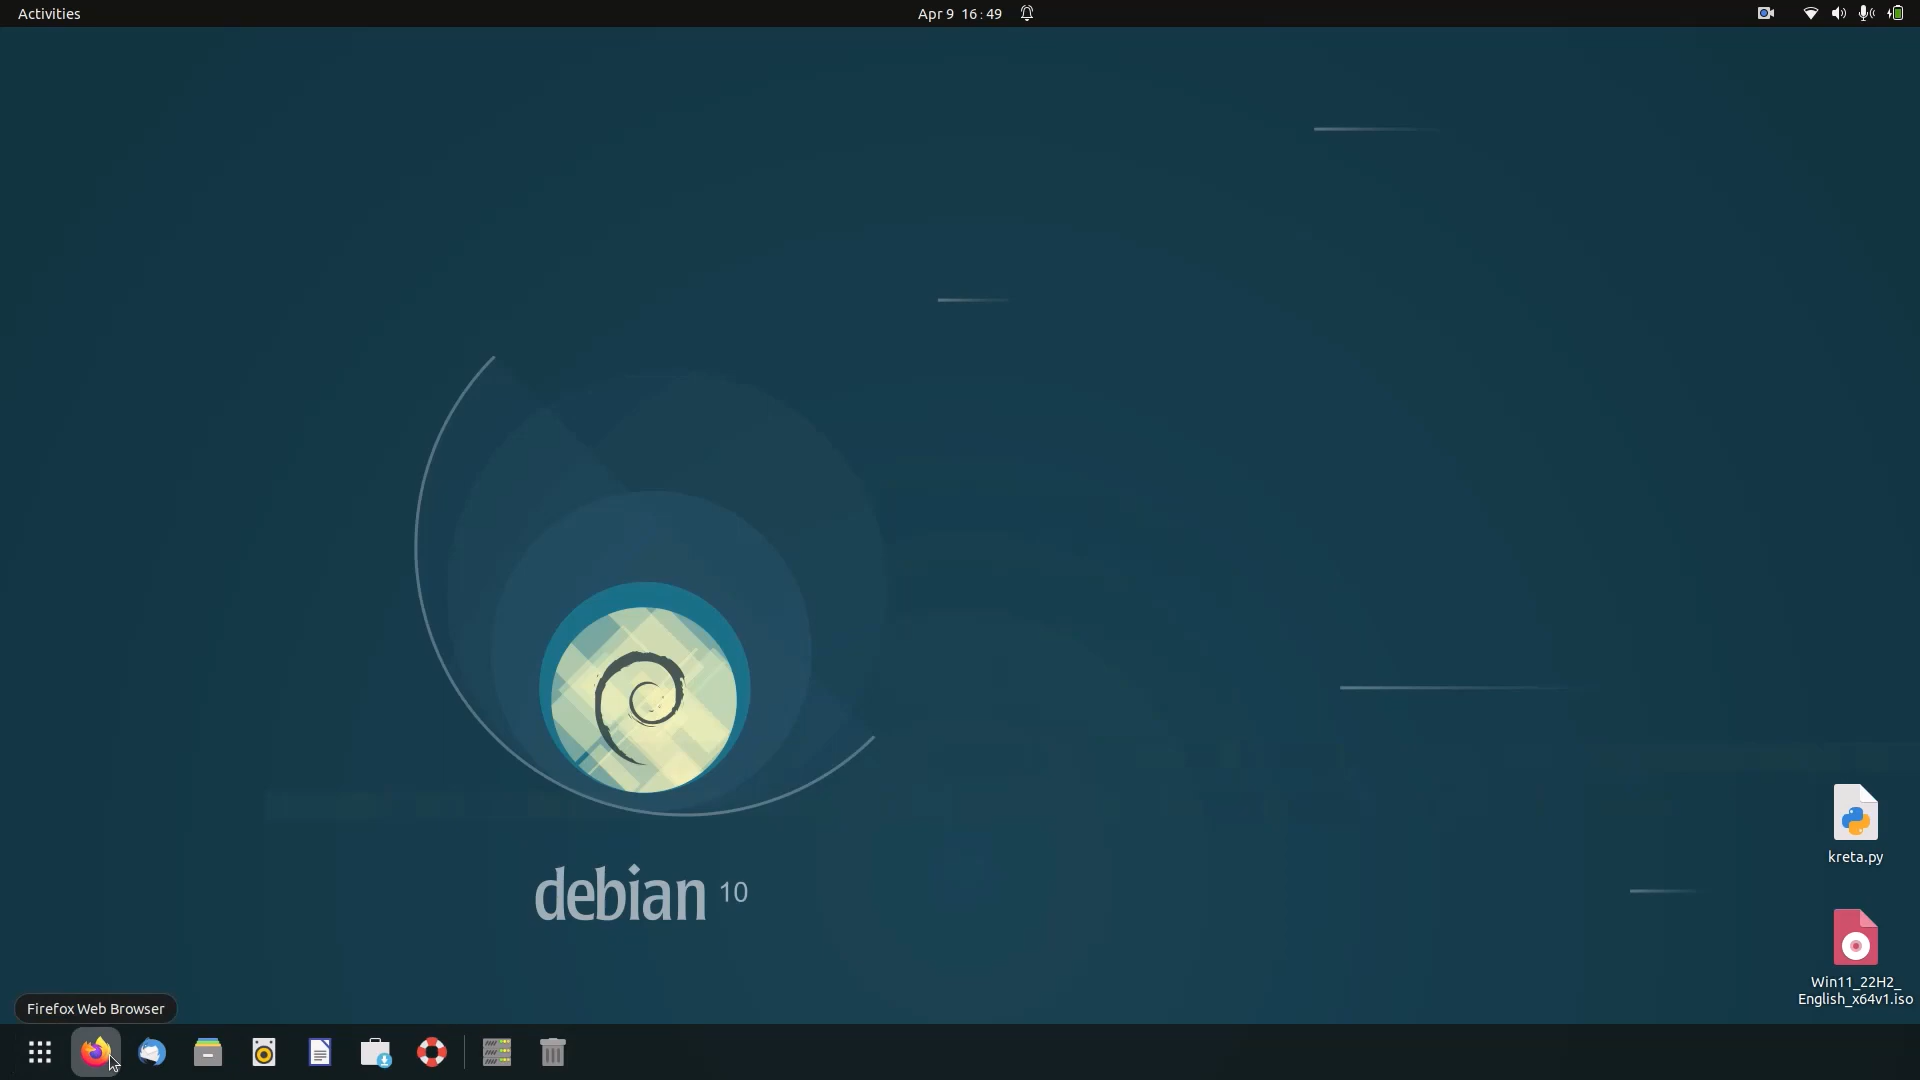 Activities
Apr 9 16:49
debian 10
kreta.py
Win11_22H2_
English_x64v1.iso
Firefox Web Browser